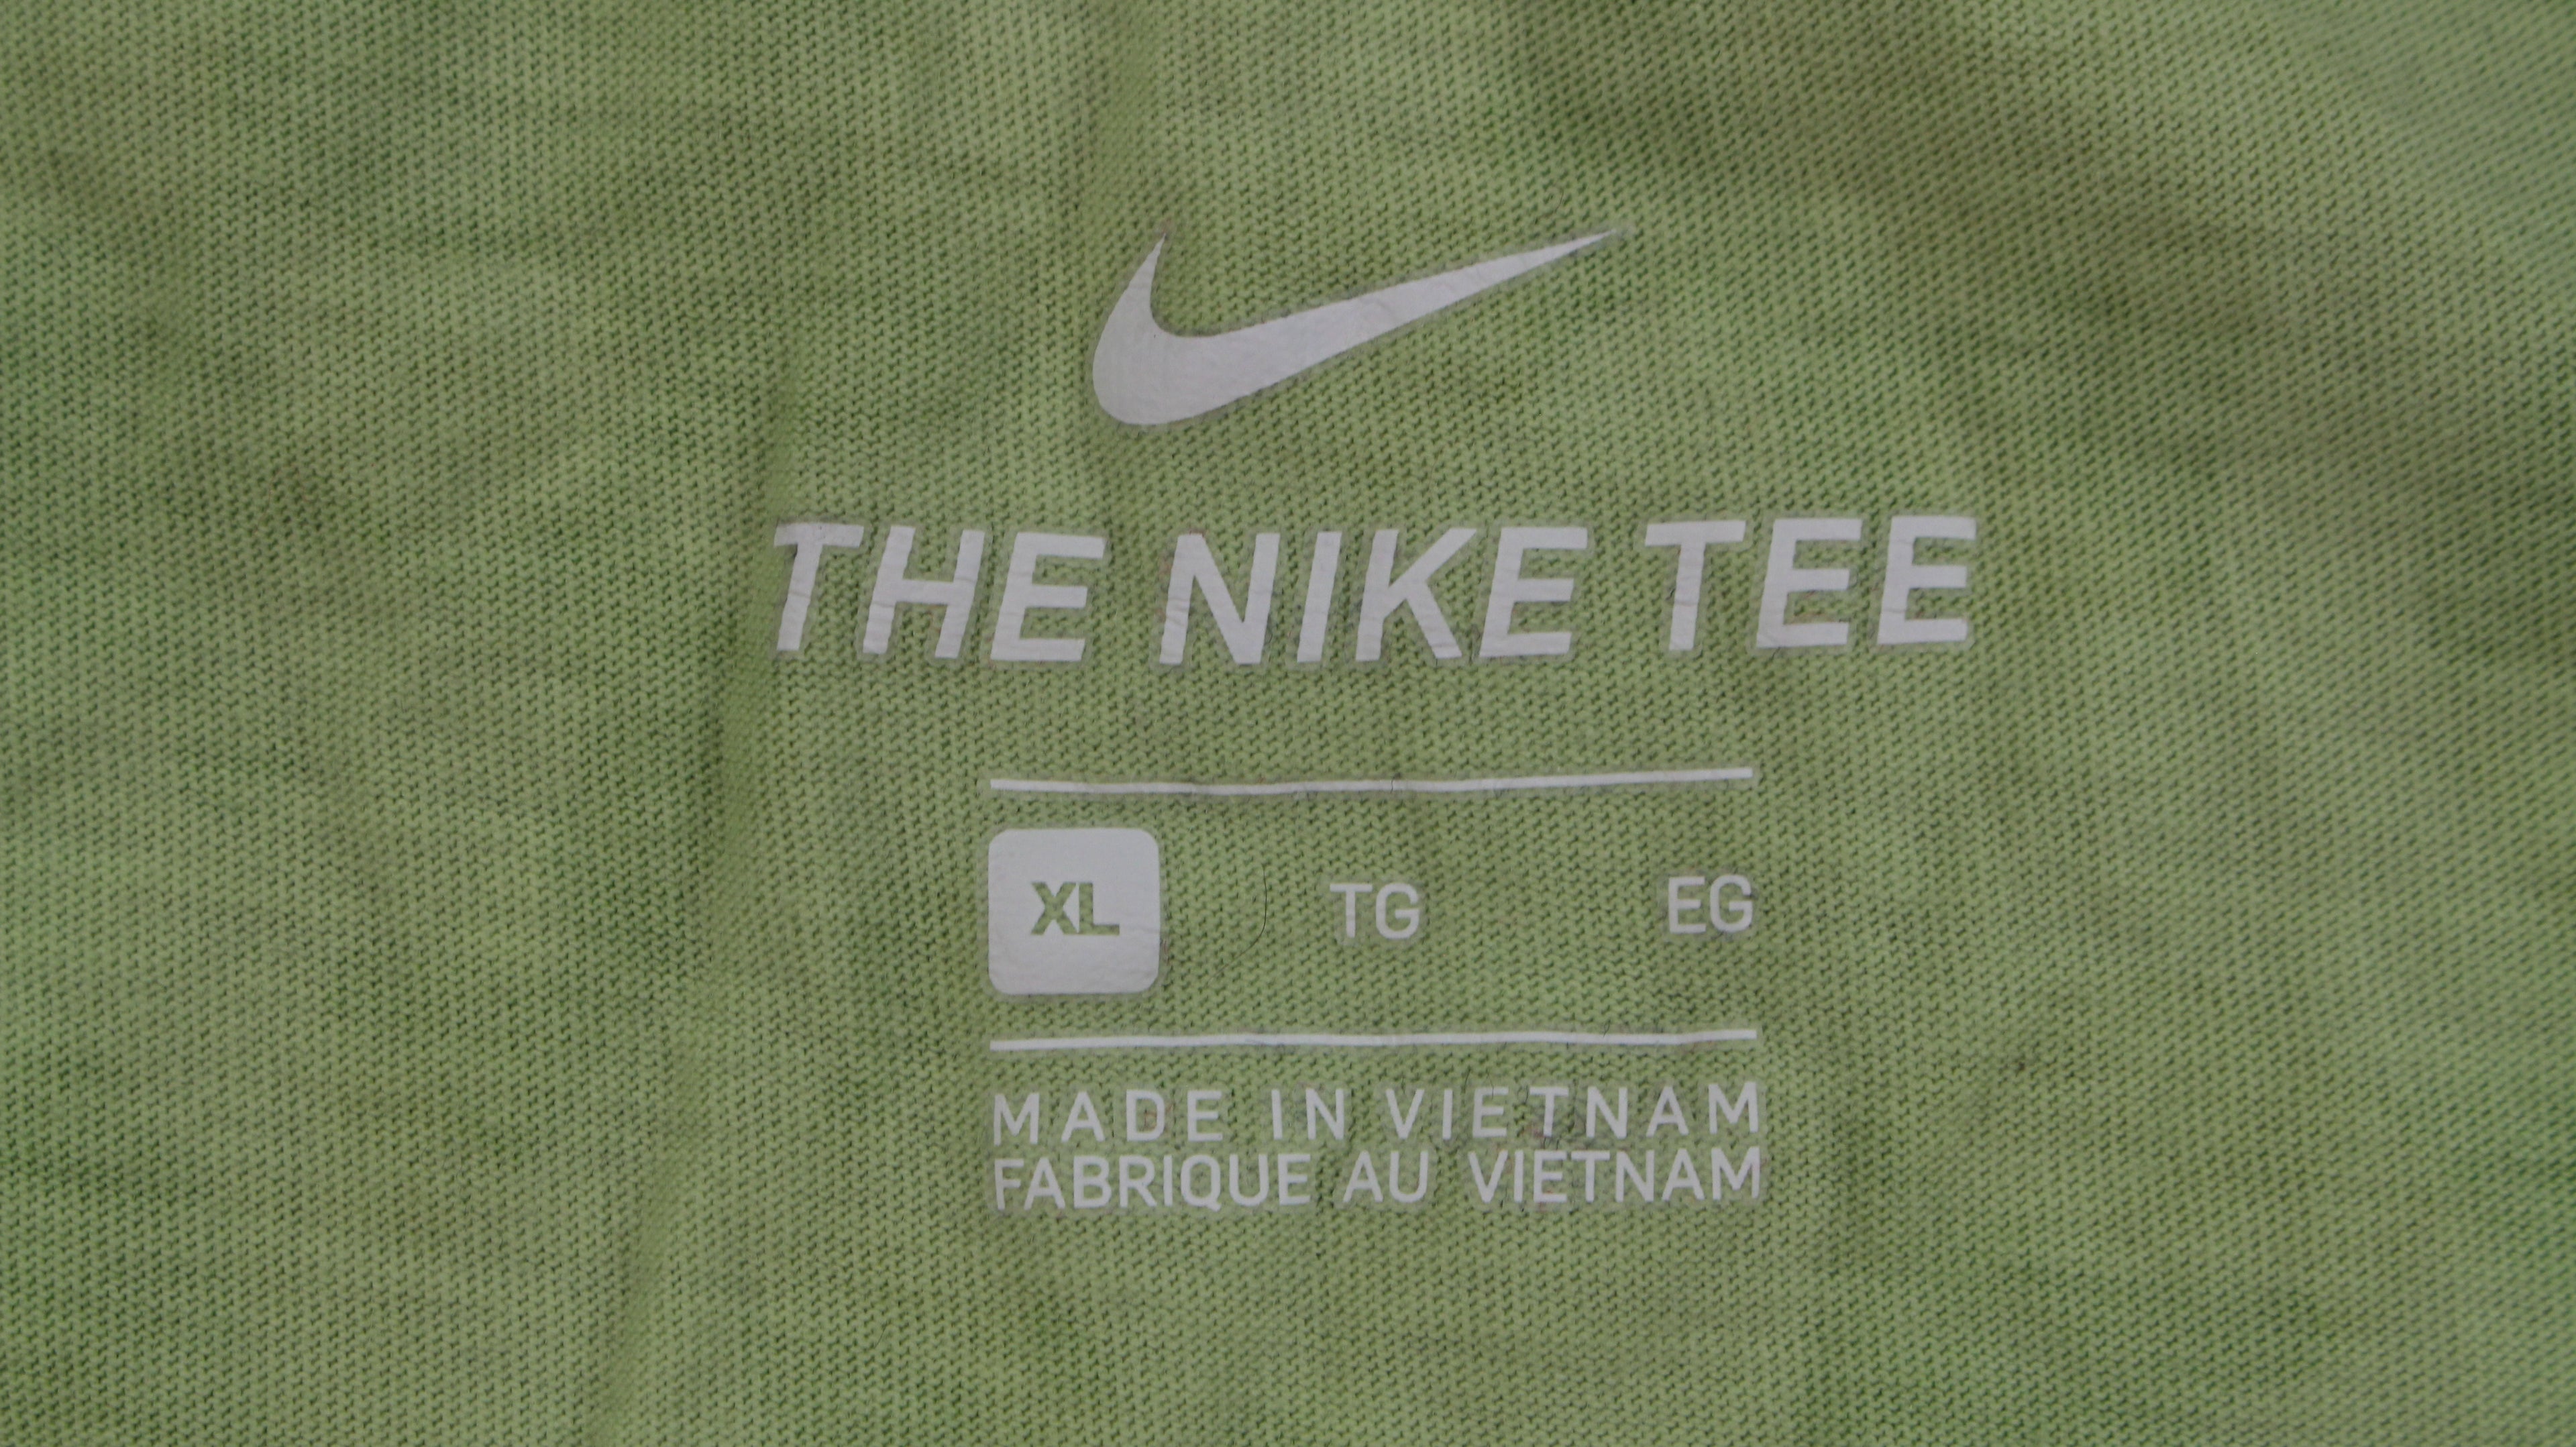 THE NIKE TEE
XL TG EG
MADE IN VIETNAM
FABRIQUE AU VIETNAM